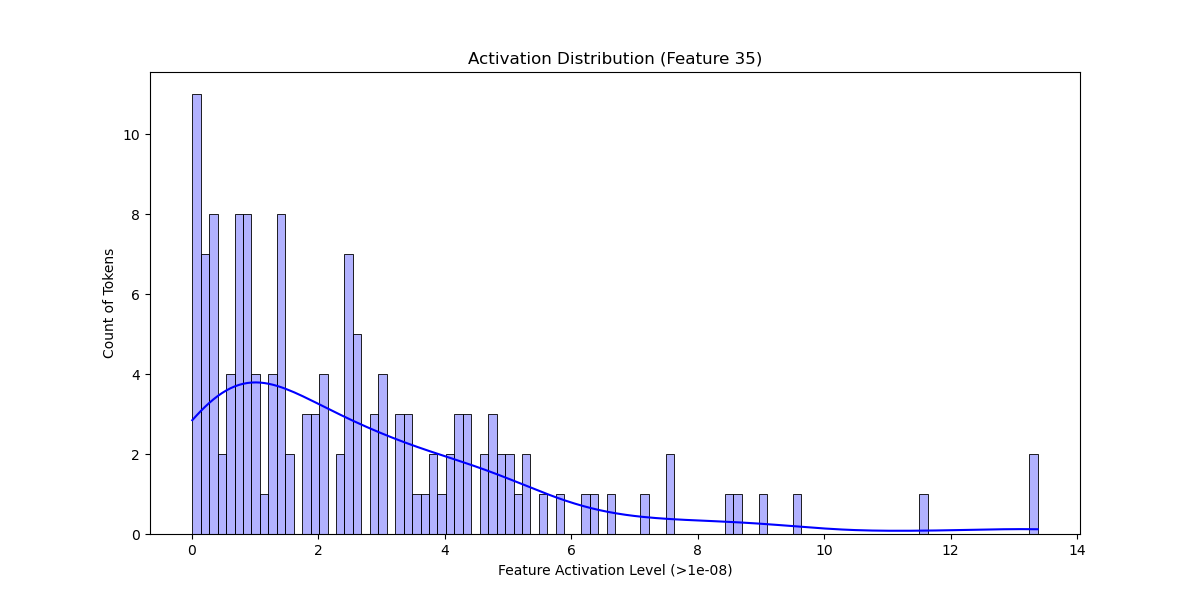 Activation Distribution (Feature 35)
Count of Tokens
10
8
6
4
2
0
0 2 4 6 8 10 12 14
Feature Activation Level (>1e-08)